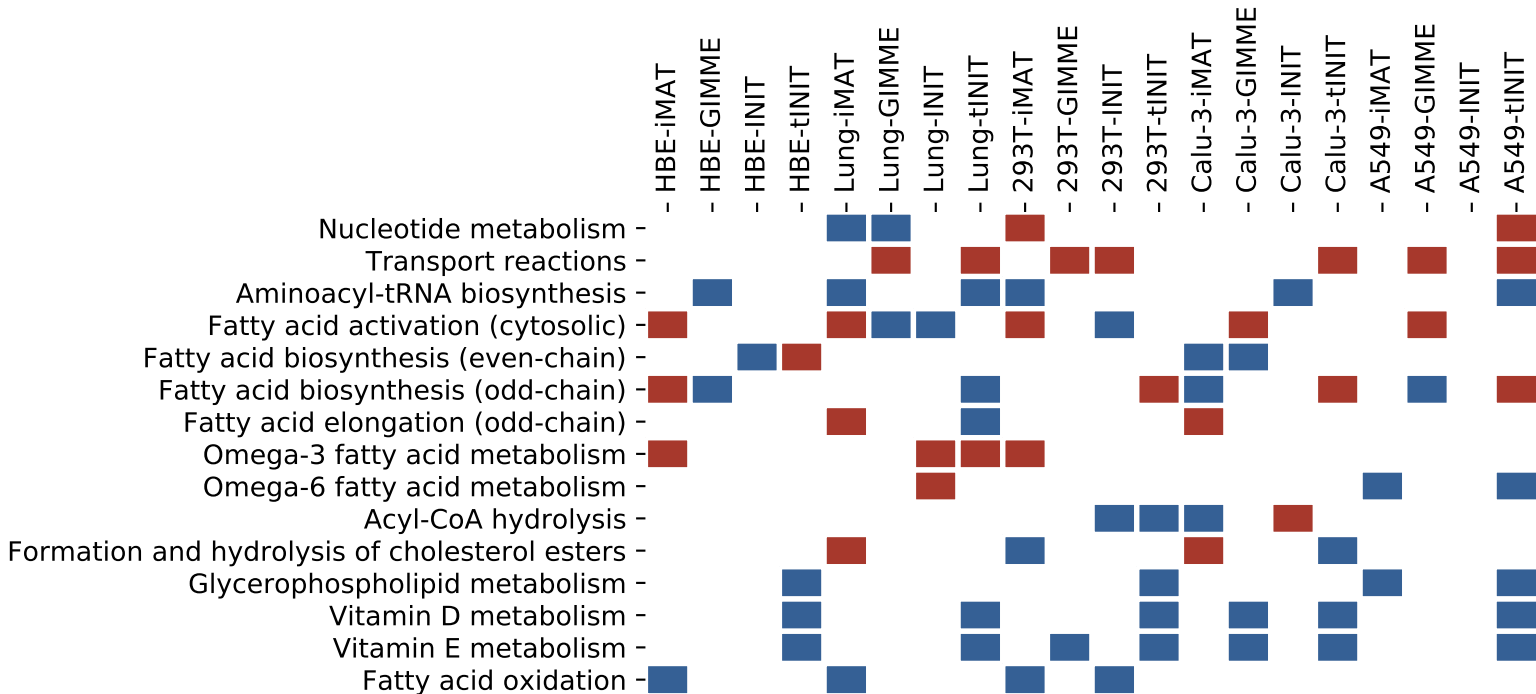 HBE-iMAT
HBE-GIMME
HBE-INIT
HBE-tINIT
Lung-iMAT
Lung-GIMME
Lung-INIT
Lung-tINIT
293T-iMAT
293T-GIMME
293T-INIT
293T-tINIT
Calu-3-iMAT
Calu-3-GIMME
Calu-3-INIT
Calu-3-tINIT
A549-iMAT
A549-GIMME
A549-INIT
A549-tINIT
Nucleotide metabolism
Transport reactions
Aminoacyl-tRNA biosynthesis
Fatty acid activation (cytosolic)
Fatty acid biosynthesis (even-chain)
Fatty acid biosynthesis (odd-chain)
Fatty acid elongation (odd-chain)
Omega-3 fatty acid metabolism
Omega-6 fatty acid metabolism
Acyl-CoA hydrolysis
Formation and hydrolysis of cholesterol esters
Glycerophospholipid metabolism
Vitamin D metabolism
Vitamin E metabolism
Fatty acid oxidation